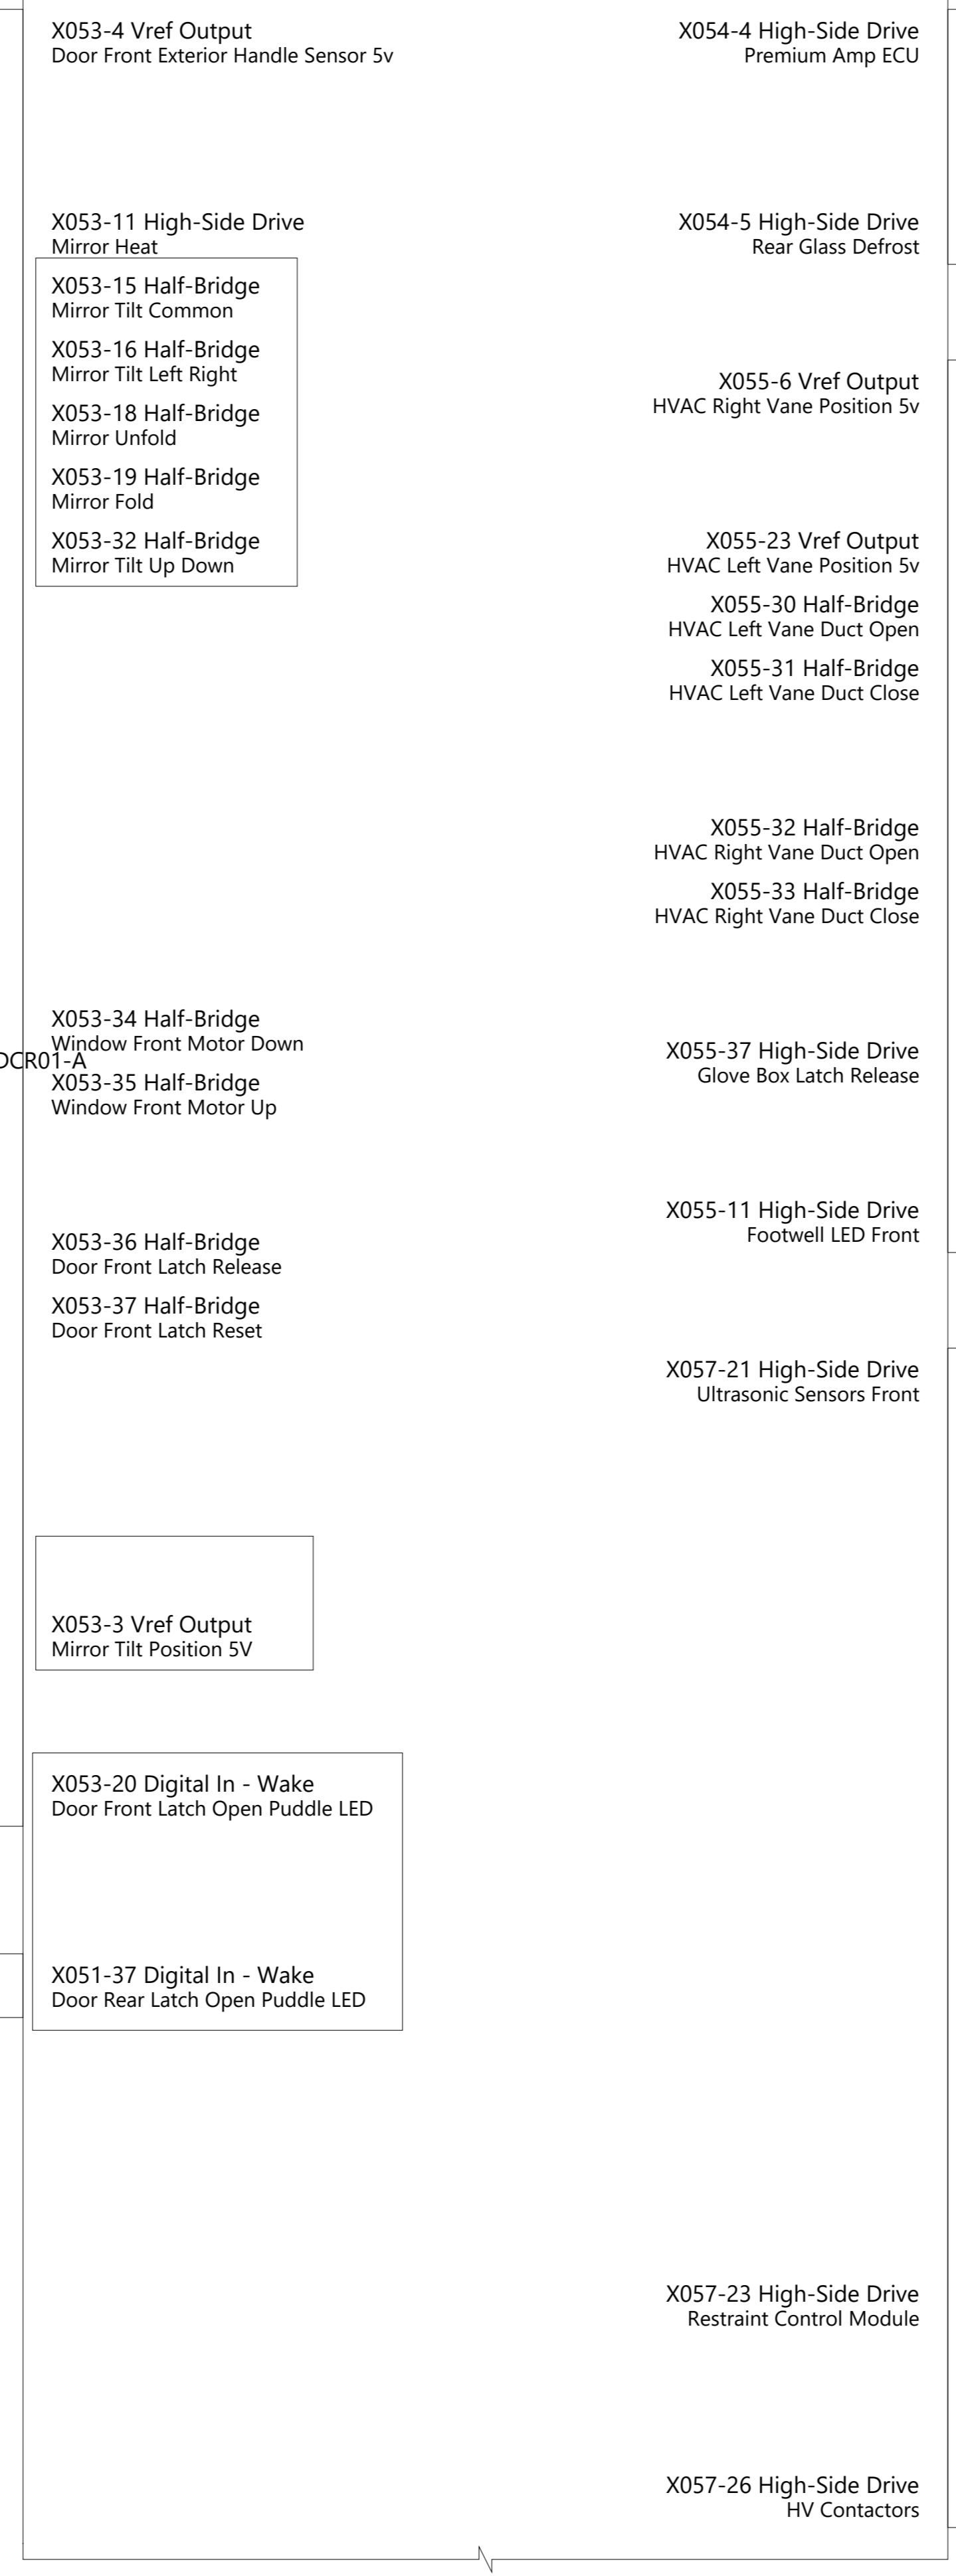 X053-4 Vref Output
Door Front Exterior Handle Sensor 5v
X053-11 High-Side Drive
Mirror Heat
X053-15 Half-Bridge
Mirror Tilt Common
X053-16 Half-Bridge
Mirror Tilt Left Right
X053-18 Half-Bridge
Mirror Unfold
X053-19 Half-Bridge
Mirror Fold
X053-32 Half-Bridge
Mirror Tilt Up Down
X053-34 Half-Bridge
Window Front Motor Down
DCR01-A
X053-35 Half-Bridge
Window Front Motor Up
X053-36 Half-Bridge
Door Front Latch Release
X053-37 Half-Bridge
Door Front Latch Reset
X053-3 Vref Output
Mirror Tilt Position 5V
X053-20 Digital In - Wake
Door Front Latch Open Puddle LED
X051-37 Digital In - Wake
Door Rear Latch Open Puddle LED
X054-4 High-Side Drive
Premium Amp ECU
X054-5 High-Side Drive
Rear Glass Defrost
X055-6 Vref Output
HVAC Right Vane Position 5v
X055-23 Vref Output
HVAC Left Vane Position 5v
X055-30 Half-Bridge
HVAC Left Vane Duct Open
X055-31 Half-Bridge
HVAC Left Vane Duct Close
X055-32 Half-Bridge
HVAC Right Vane Duct Open
X055-33 Half-Bridge
HVAC Right Vane Duct Close
X055-37 High-Side Drive
Glove Box Latch Release
X055-11 High-Side Drive
Footwell LED Front
X057-21 High-Side Drive
Ultrasonic Sensors Front
X057-23 High-Side Drive
Restraint Control Module
X057-26 High-Side Drive
HV Contactors